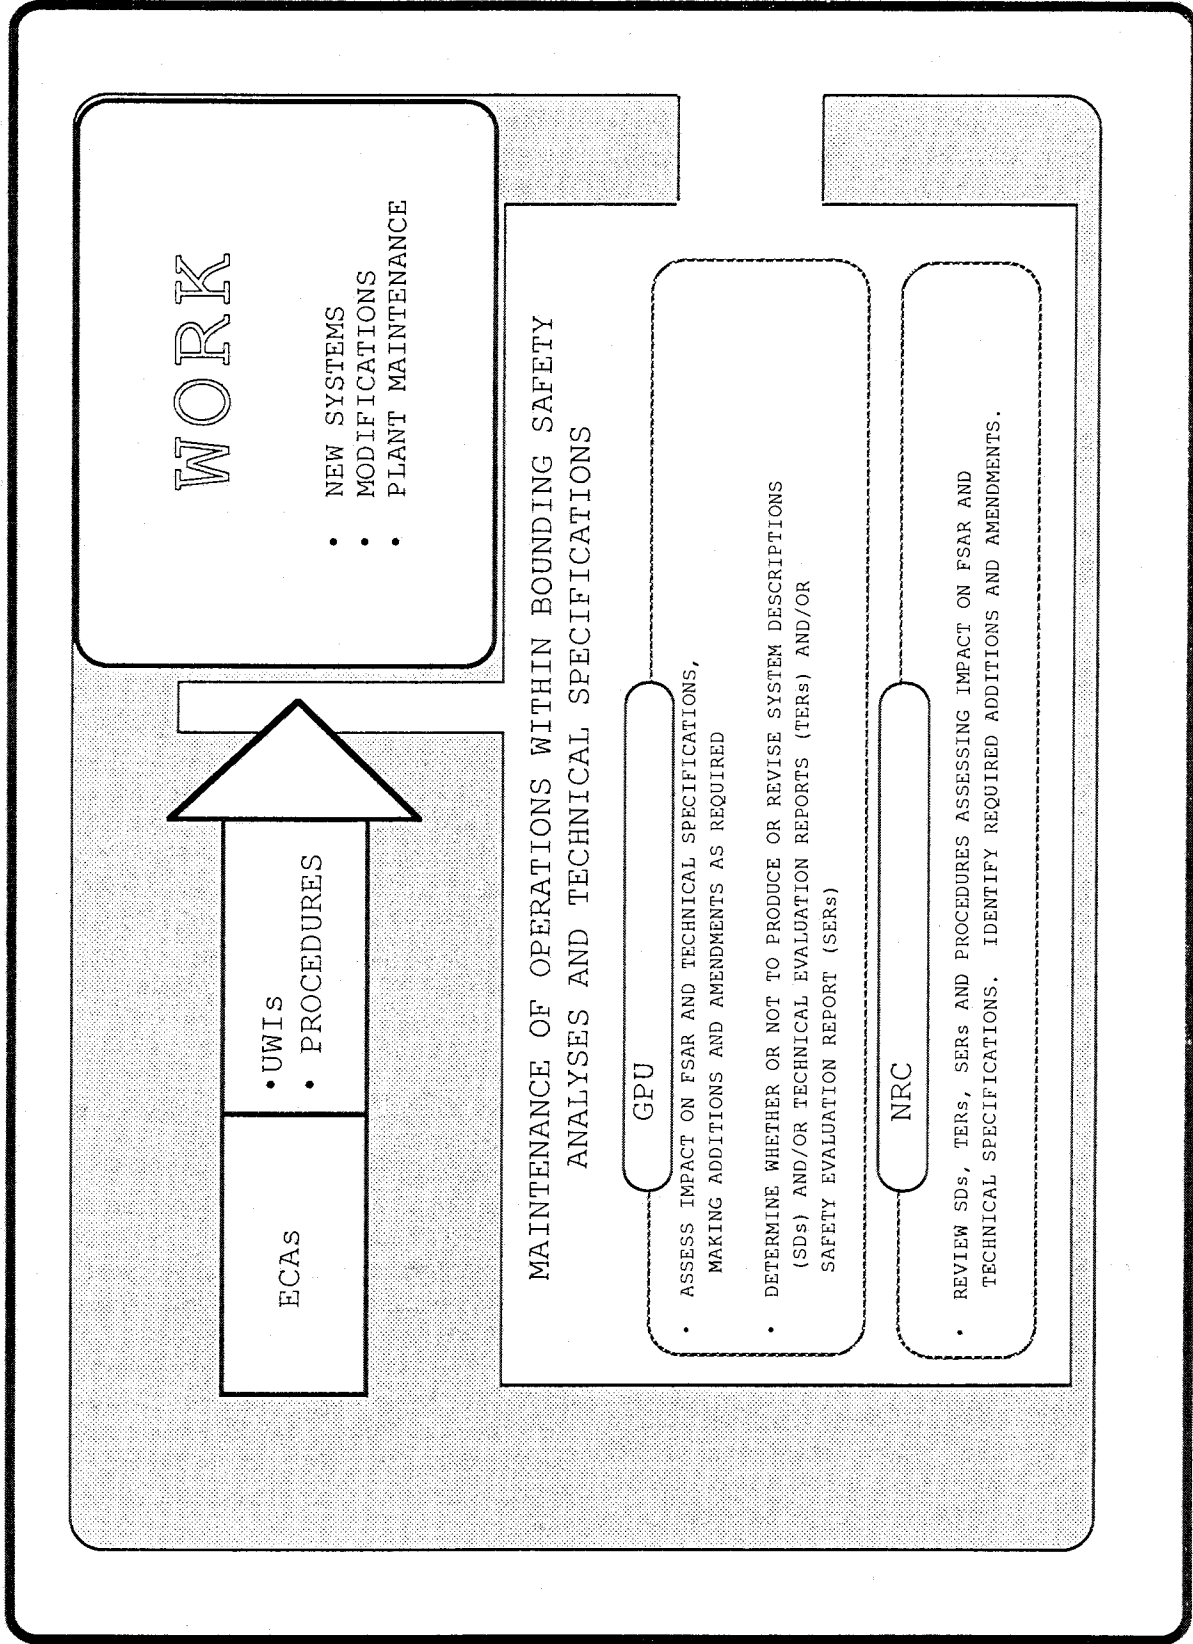 ECAs
•UWIs
• PROCEDURES
WORK
• NEW SYSTEMS
• MODIFICATIONS
• PLANT MAINTENANCE
MAINTENANCE OF OPERATIONS WITHIN BOUNDING SAFETY
ANALYSES AND TECHNICAL SPECIFICATIONS
GPU
• ASSESS IMPACT ON FSAR AND TECHNICAL SPECIFICATIONS,
MAKING ADDITIONS AND AMENDMENTS AS REQUIRED
• DETERMINE WHETHER OR NOT TO PRODUCE OR REVISE SYSTEM DESCRIPTIONS
(SDs) AND/OR TECHNICAL EVALUATION REPORTS (TERs) AND/OR
SAFETY EVALUATION REPORT (SERs)
NRC
• REVIEW SDs, TERs, SERs AND PROCEDURES ASSESSING IMPACT ON FSAR AND
TECHNICAL SPECIFICATIONS. IDENTIFY REQUIRED ADDITIONS AND AMENDMENTS.